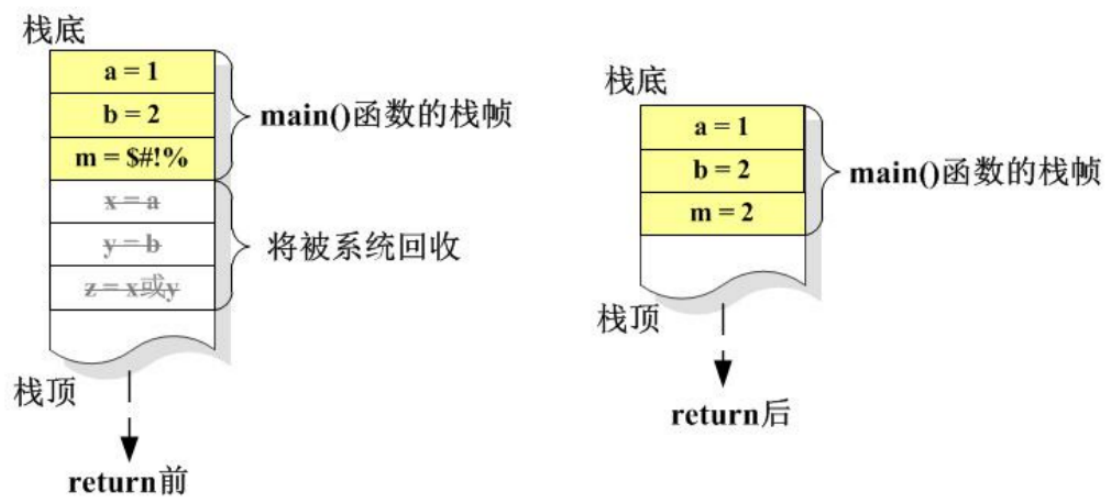 栈底
a = 1
b = 2
m = $#!%
main()函数的栈帧
x = a
y = b
z = x或y
将被系统回收
栈顶
return前
栈底
a = 1
b = 2
m = 2
main()函数的栈帧
栈顶
return后